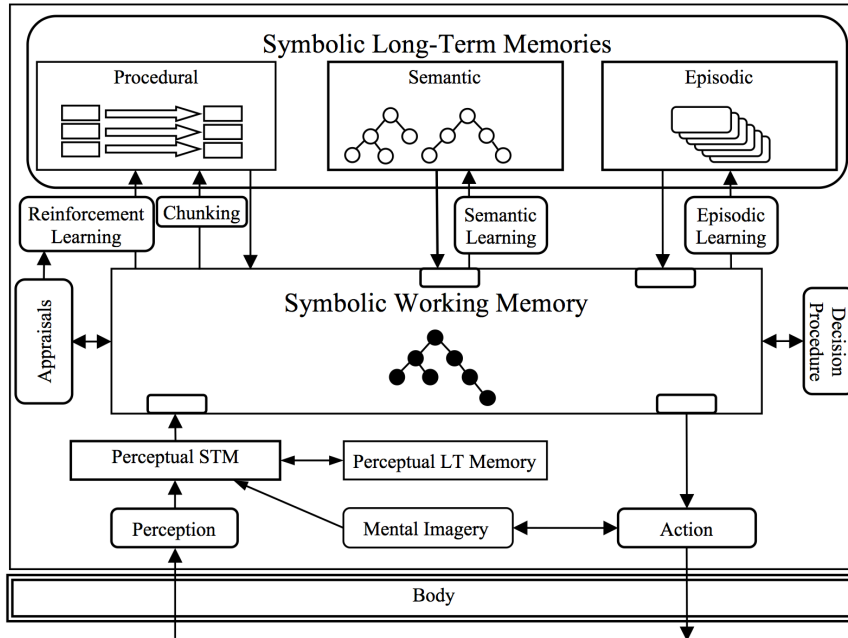 Symbolic Long-Term Memories
Procedural
Semantic
Episodic
Reinforcement
Learning
Chunking
Semantic
Learning
Episodic
Learning
Symbolic Working Memory
Appraisals
Decision
Procedure
Perceptual STM
Perceptual LT Memory
Perception
Mental Imagery
Action
Body